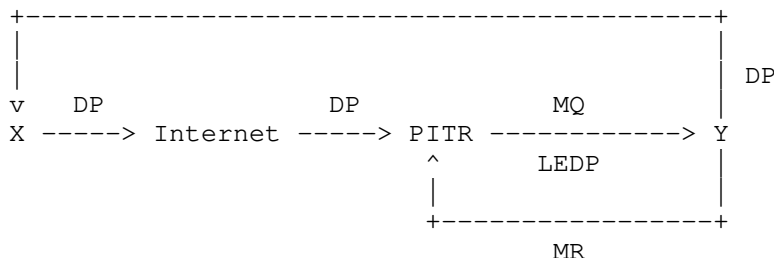 DP
DP DP MQ
X -----> Internet -----> PITR ------------> Y
LEDP
MR